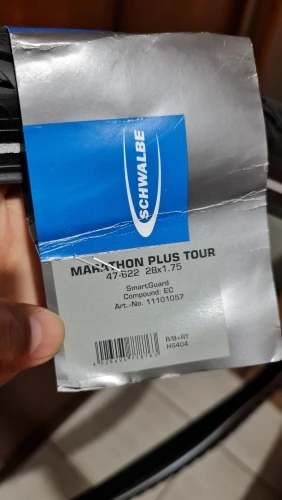 SCHWALBE
MARATHON PLUS TOUR
47-622 28x1.75
SmartGuard
Compound: EC
Art.-No. 11101057
B/B+RT
HS404